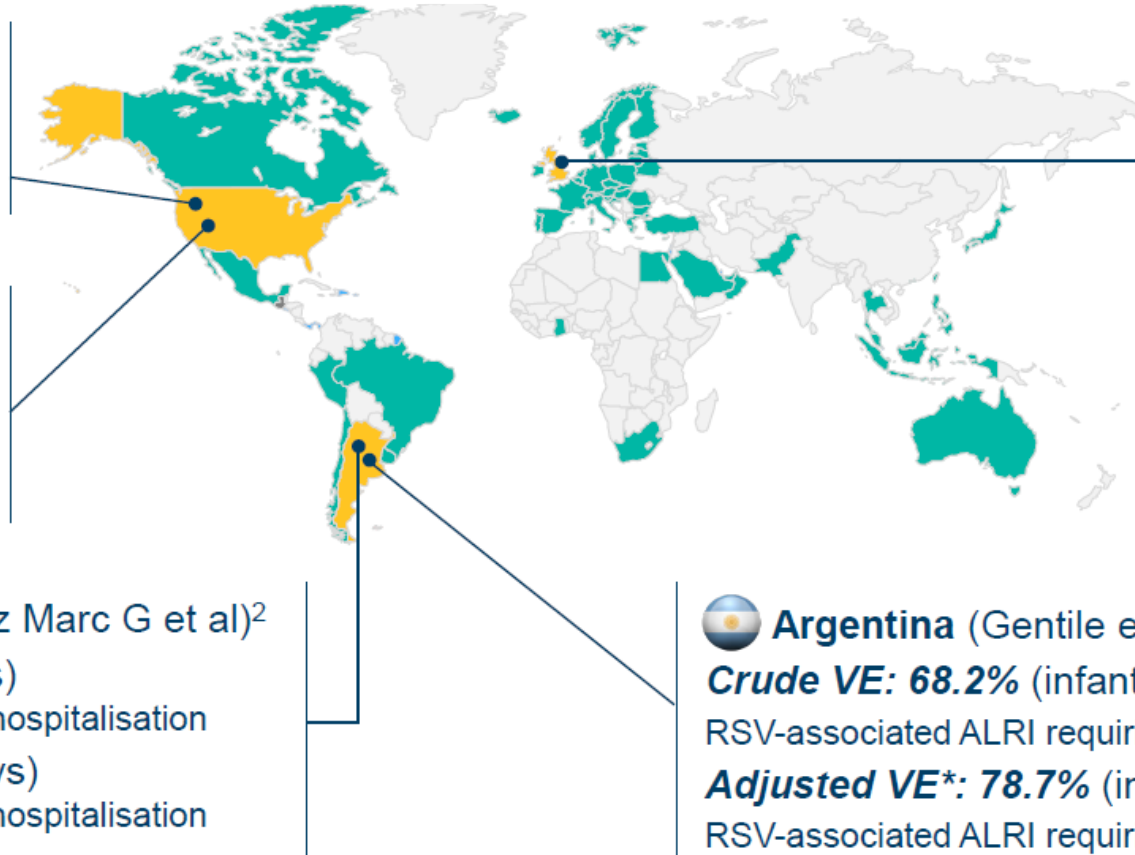 z Marc G et al)²
s)
hospitalisation
ys)
hospitalisation
Argentina (Gentile e
Crude VE: 68.2% (infant
RSV-associated ALRI requir
Adjusted VE*: 78.7% (in
RSV-associated ALRI requir